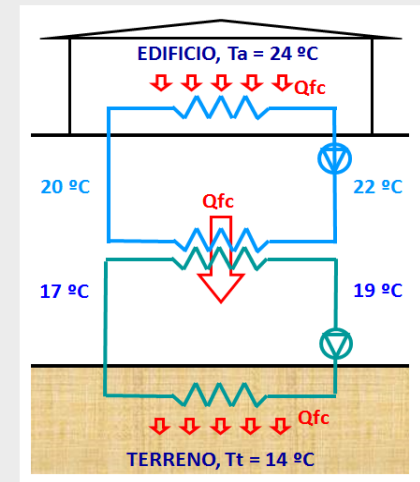 EDIFICIO, Ta = 24 ºC
Qfc
20 ºC
22 ºC
Qfc
17 ºC
19 ºC
Qfc
TERRENO, Tt = 14 ºC